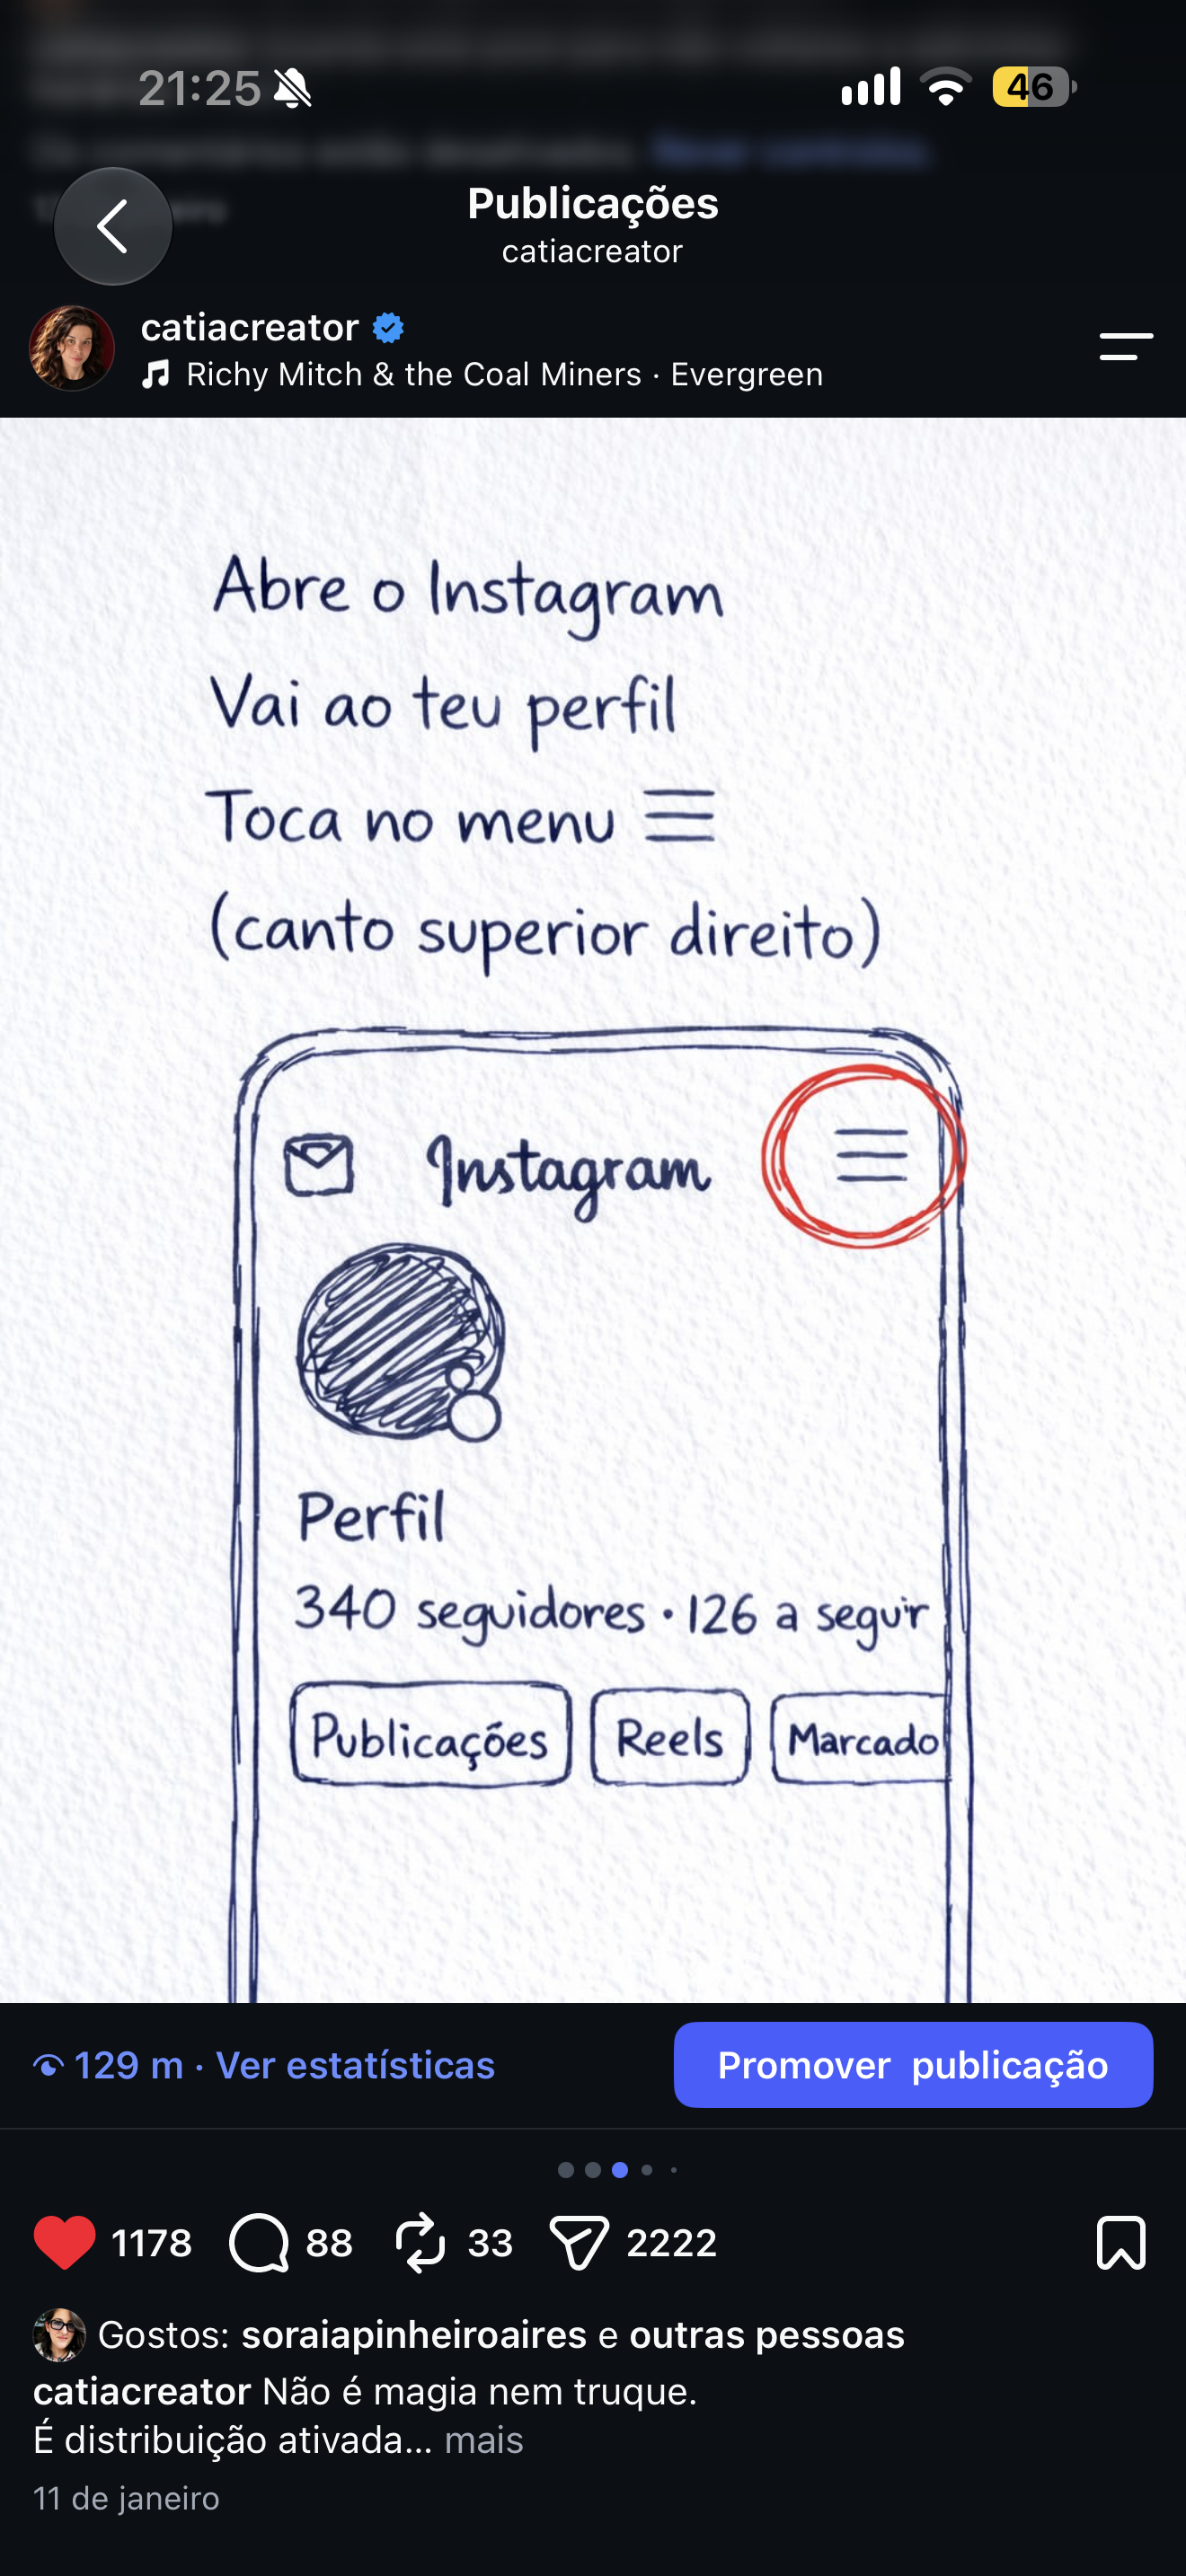 21:25
46
Publicações
catiacreator
catiacreator
Richy Mitch & the Coal Miners · Evergreen
Abre o Instagram
Vai ao teu perfil
Toca no menu
(canto superior direito)
Instagram
Perfil
340 seguidores · 126 a seguir
Publicações
Reels
Marcado
129 m · Ver estatísticas
Promover publicação
1178
88
33
2222
Gostos: soraiapinheiroaires e outras pessoas
catiacreator Não é magia nem truque.
É distribuição ativada... mais
11 de janeiro